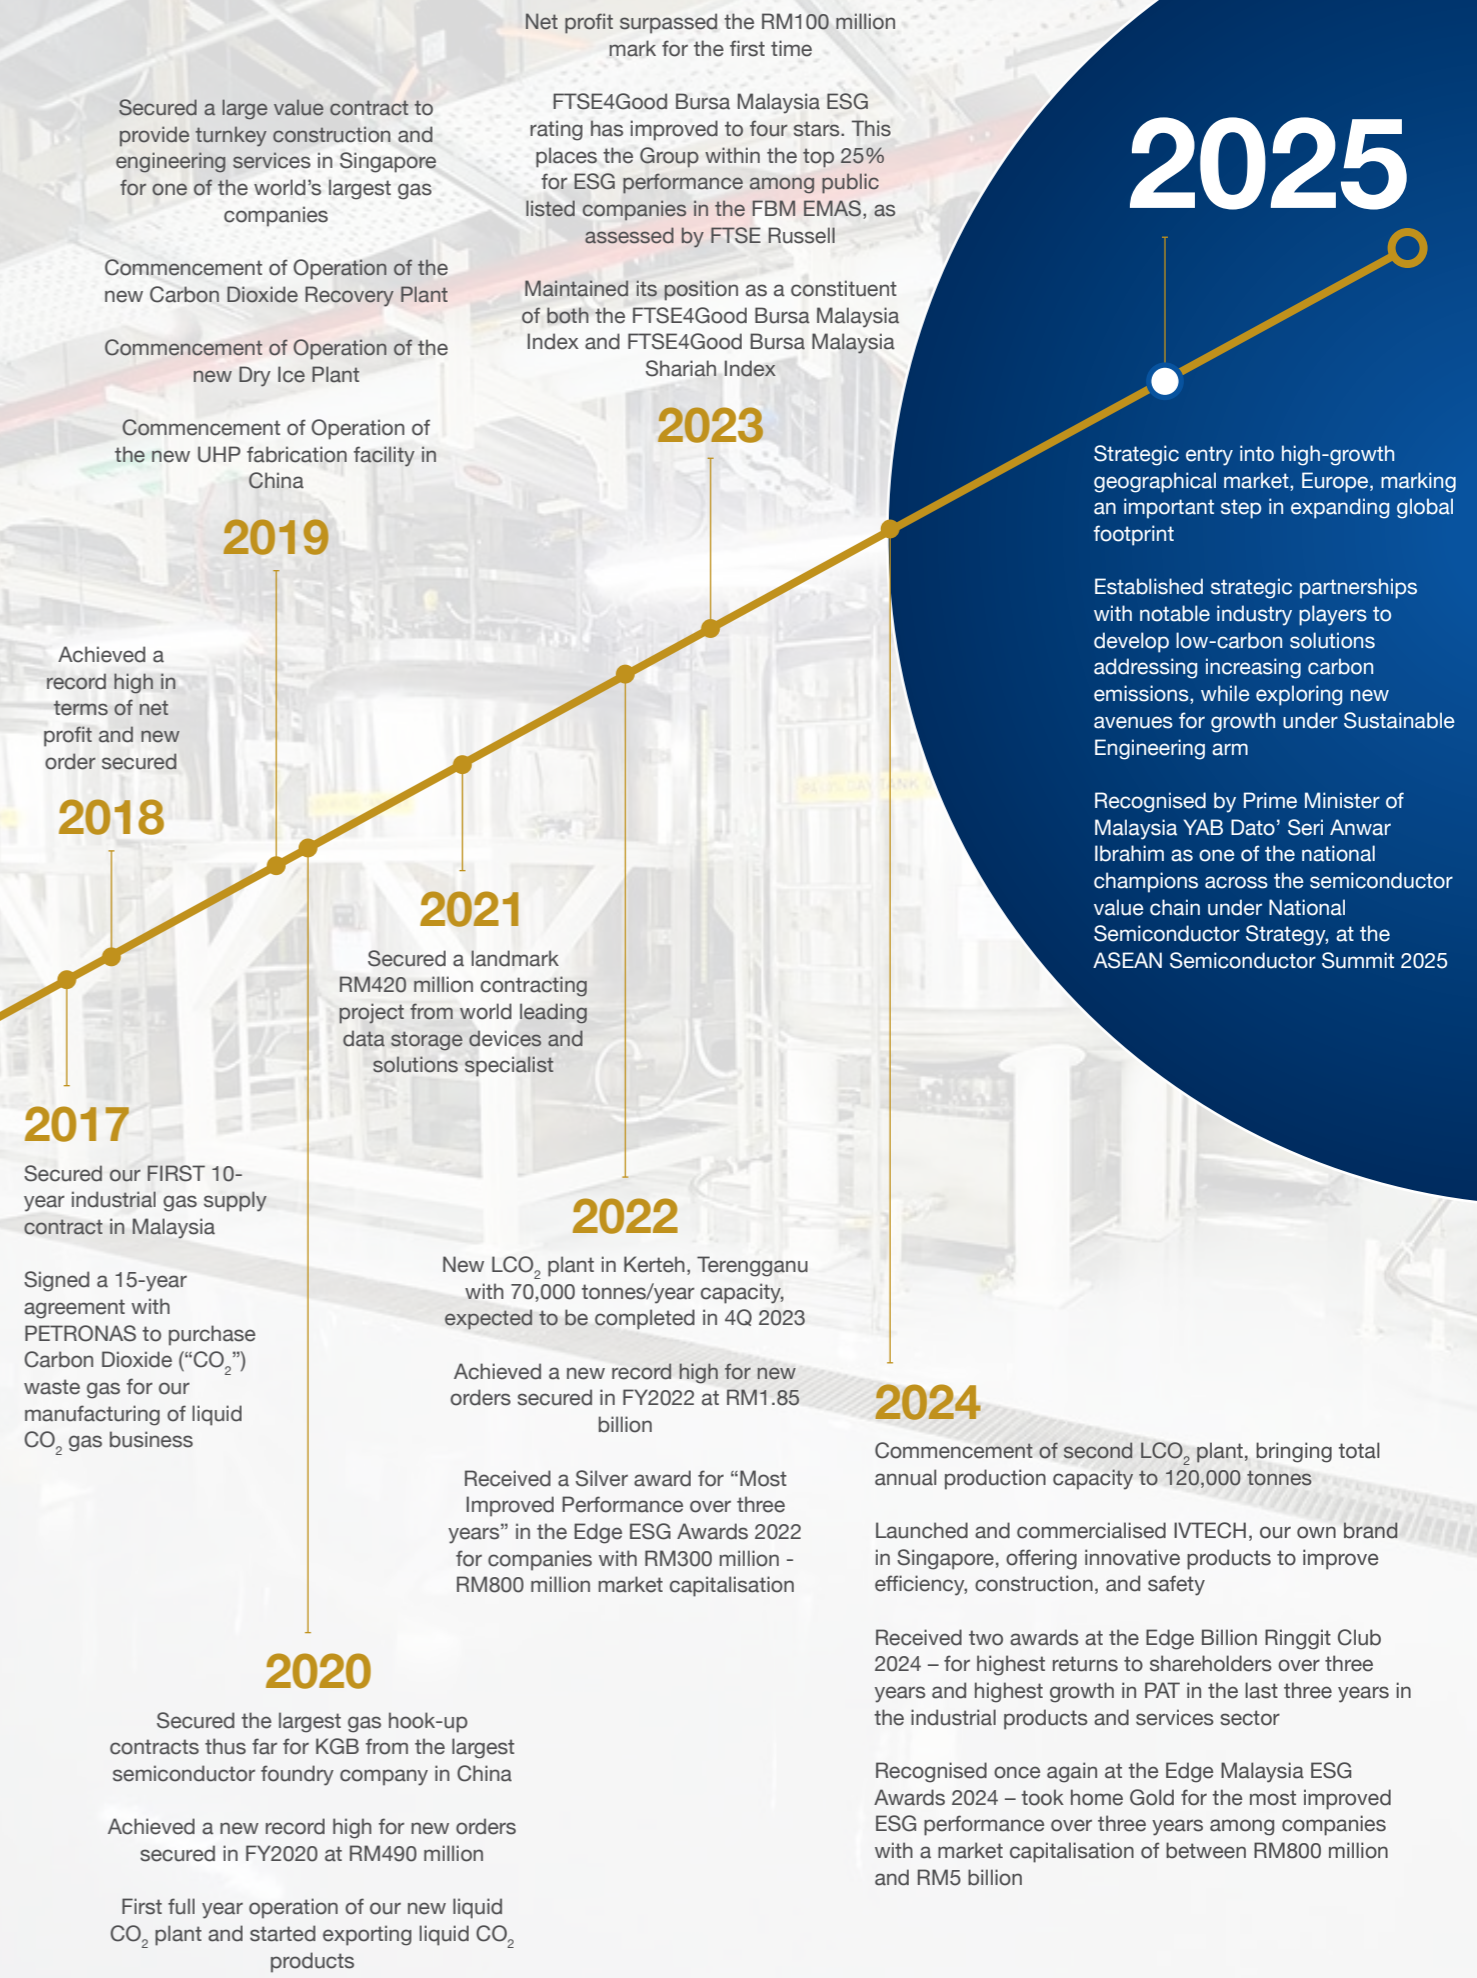 2017
Secured our FIRST 10-
year industrial gas supply
contract in Malaysia
Signed a 15-year
agreement with
PETRONAS to purchase
Carbon Dioxide (“CO₂”)
waste gas for our
manufacturing of liquid
CO₂ gas business
Achieved a
record high in
terms of net
profit and new
order secured
2018
Secured a large value contract to
provide turnkey construction and
engineering services in Singapore
for one of the world’s largest gas
companies
Commencement of Operation of the
new Carbon Dioxide Recovery Plant
Commencement of Operation of the
new Dry Ice Plant
Commencement of Operation of
the new UHP fabrication facility in
China
2019
2020
Secured the largest gas hook-up
contracts thus far for KGB from the largest
semiconductor foundry company in China
Achieved a new record high for new orders
secured in FY2020 at RM490 million
First full year operation of our new liquid
CO₂ plant and started exporting liquid CO₂
products
2021
Secured a landmark
RM420 million contracting
project from world leading
data storage devices and
solutions specialist
2022
New LCO₂ plant in Kerteh, Terengganu
with 70,000 tonnes/year capacity,
expected to be completed in 4Q 2023
Achieved a new record high for new
orders secured in FY2022 at RM1.85
billion
Received a Silver award for “Most
Improved Performance over three
years” in the Edge ESG Awards 2022
for companies with RM300 million -
RM800 million market capitalisation
Net profit surpassed the RM100 million
mark for the first time
FTSE4Good Bursa Malaysia ESG
rating has improved to four stars. This
places the Group within the top 25%
for ESG performance among public
listed companies in the FBM EMAS, as
assessed by FTSE Russell
Maintained its position as a constituent
of both the FTSE4Good Bursa Malaysia
Index and FTSE4Good Bursa Malaysia
Shariah Index
2023
2024
Commencement of second LCO₂ plant, bringing total
annual production capacity to 120,000 tonnes
Launched and commercialised IVTECH, our own brand
in Singapore, offering innovative products to improve
efficiency, construction, and safety
Received two awards at the Edge Billion Ringgit Club
2024 – for highest returns to shareholders over three
years and highest growth in PAT in the last three years in
the industrial products and services sector
Recognised once again at the Edge Malaysia ESG
Awards 2024 – took home Gold for the most improved
ESG performance over three years among companies
with a market capitalisation of between RM800 million
and RM5 billion
2025
Strategic entry into high-growth
geographical market, Europe, marking
an important step in expanding global
footprint
Established strategic partnerships
with notable industry players to
develop low-carbon solutions
addressing increasing carbon
emissions, while exploring new
avenues for growth under Sustainable
Engineering arm
Recognised by Prime Minister of
Malaysia YAB Dato’ Seri Anwar
Ibrahim as one of the national
champions across the semiconductor
value chain under National
Semiconductor Strategy, at the
ASEAN Semiconductor Summit 2025